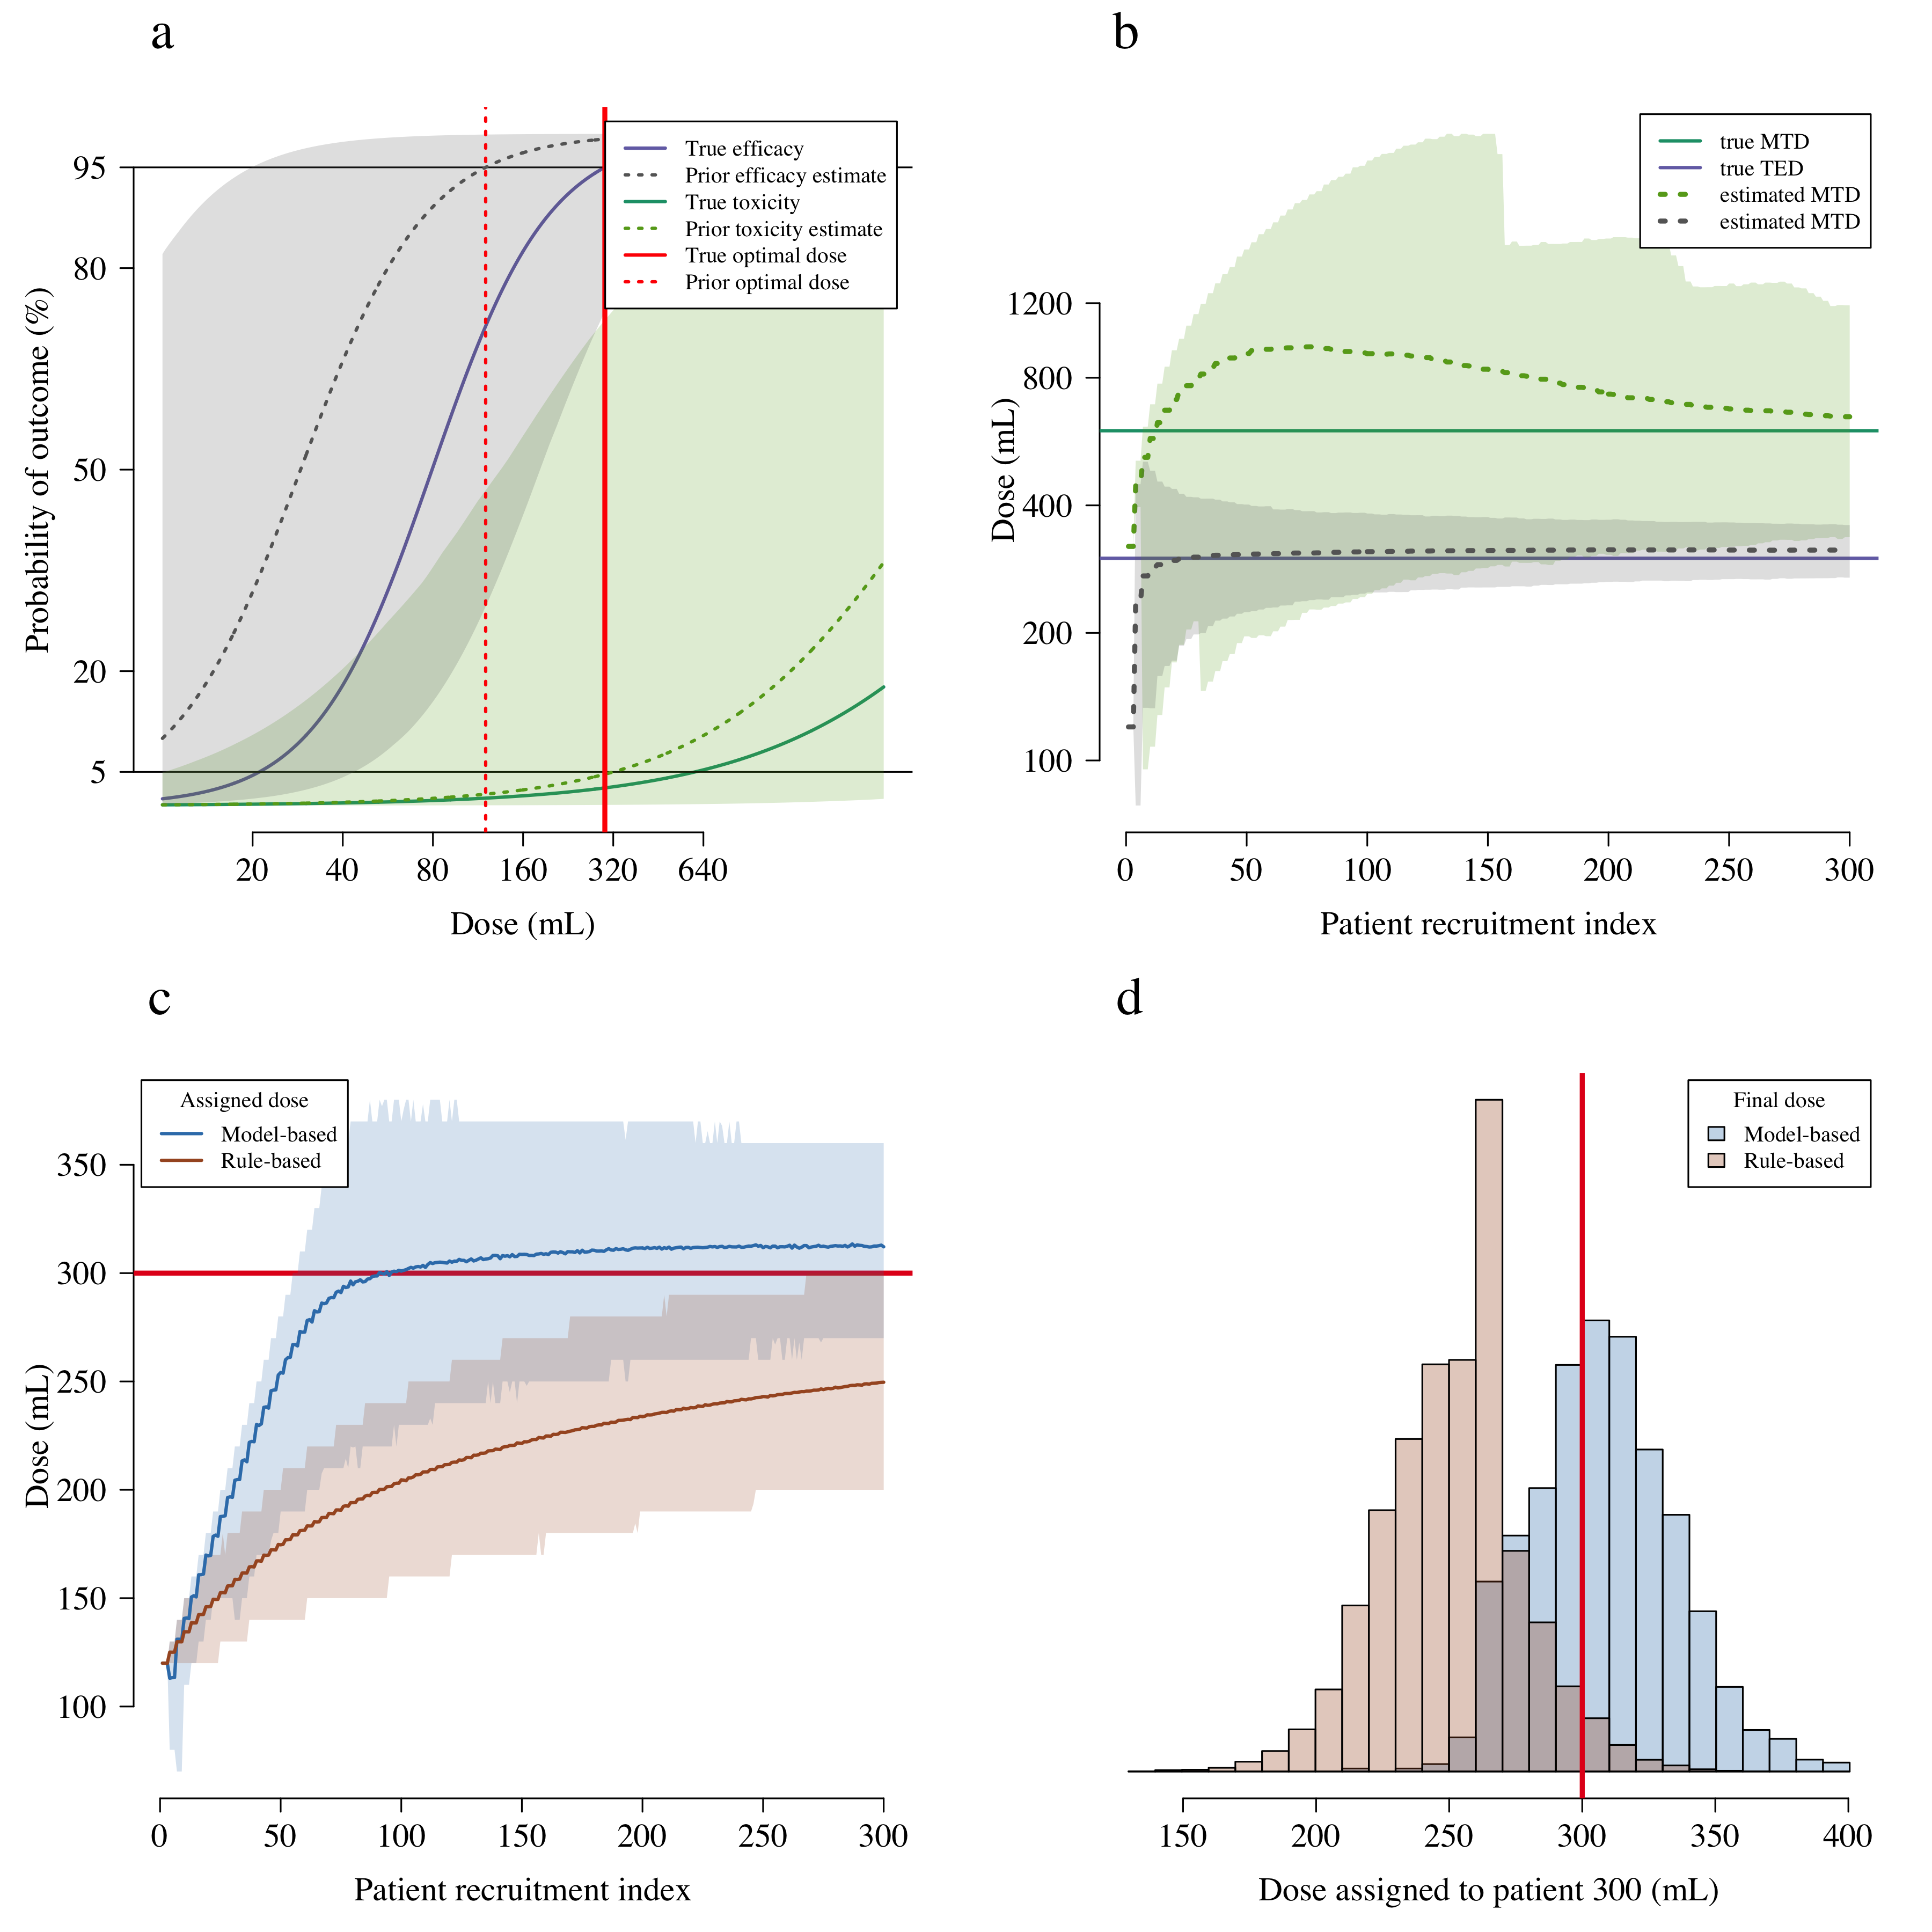 a
95
80
50
20
5
Probability of outcome (%)
True efficacy
Prior efficacy estimate
True toxicity
Prior toxicity estimate
True optimal dose
Prior optimal dose
20 40 80 160 320 640
Dose (mL)
b
1200
800
400
200
100
Dose (mL)
true MTD
true TED
estimated MTD
estimated MTD
0 50 100 150 200 250 300
Patient recruitment index
c
350
300
250
200
150
100
Dose (mL)
Assigned dose
Model-based
Rule-based
0 50 100 150 200 250 300
Patient recruitment index
d
Final dose
Model-based
Rule-based
150 200 250 300 350 400
Dose assigned to patient 300 (mL)